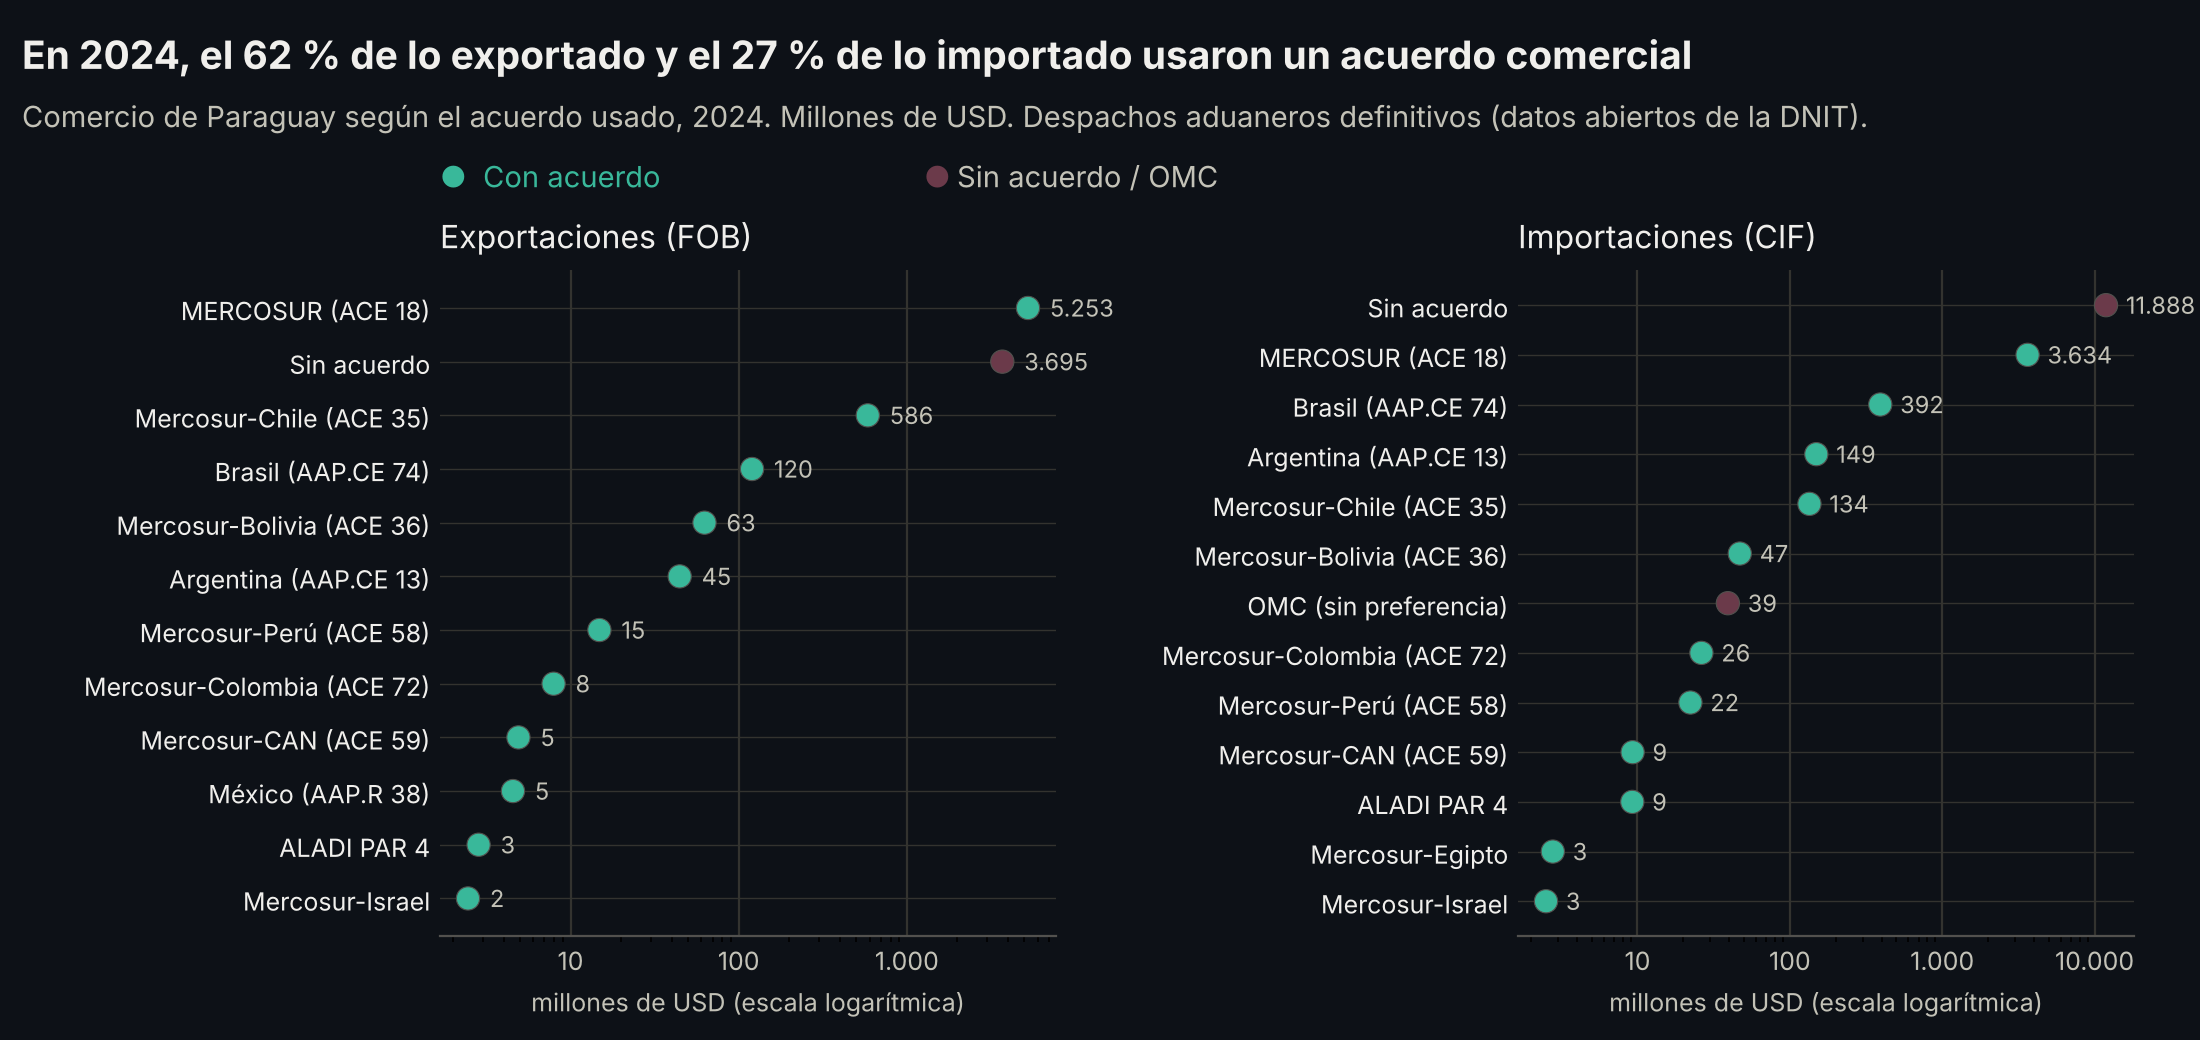 En 2024, el 62 % de lo exportado y el 27 % de lo importado usaron un acuerdo comercial
Comercio de Paraguay según el acuerdo usado, 2024. Millones de USD. Despachos aduaneros definitivos (datos abiertos de la DNIT).
Con acuerdo
Sin acuerdo / OMC
Exportaciones (FOB)
MERCOSUR (ACE 18) 5.253
Sin acuerdo 3.695
Mercosur-Chile (ACE 35) 586
Brasil (AAP.CE 74) 120
Mercosur-Bolivia (ACE 36) 63
Argentina (AAP.CE 13) 45
Mercosur-Perú (ACE 58) 15
Mercosur-Colombia (ACE 72) 8
Mercosur-CAN (ACE 59) 5
México (AAP.R 38) 5
ALADI PAR 4 3
Mercosur-Israel 2
10 100 1.000
millones de USD (escala logarítmica)
Importaciones (CIF)
Sin acuerdo 11.888
MERCOSUR (ACE 18) 3.634
Brasil (AAP.CE 74) 392
Argentina (AAP.CE 13) 149
Mercosur-Chile (ACE 35) 134
Mercosur-Bolivia (ACE 36) 47
OMC (sin preferencia) 39
Mercosur-Colombia (ACE 72) 26
Mercosur-Perú (ACE 58) 22
Mercosur-CAN (ACE 59) 9
ALADI PAR 4 9
Mercosur-Egipto 3
Mercosur-Israel 3
10 100 1.000 10.000
millones de USD (escala logarítmica)